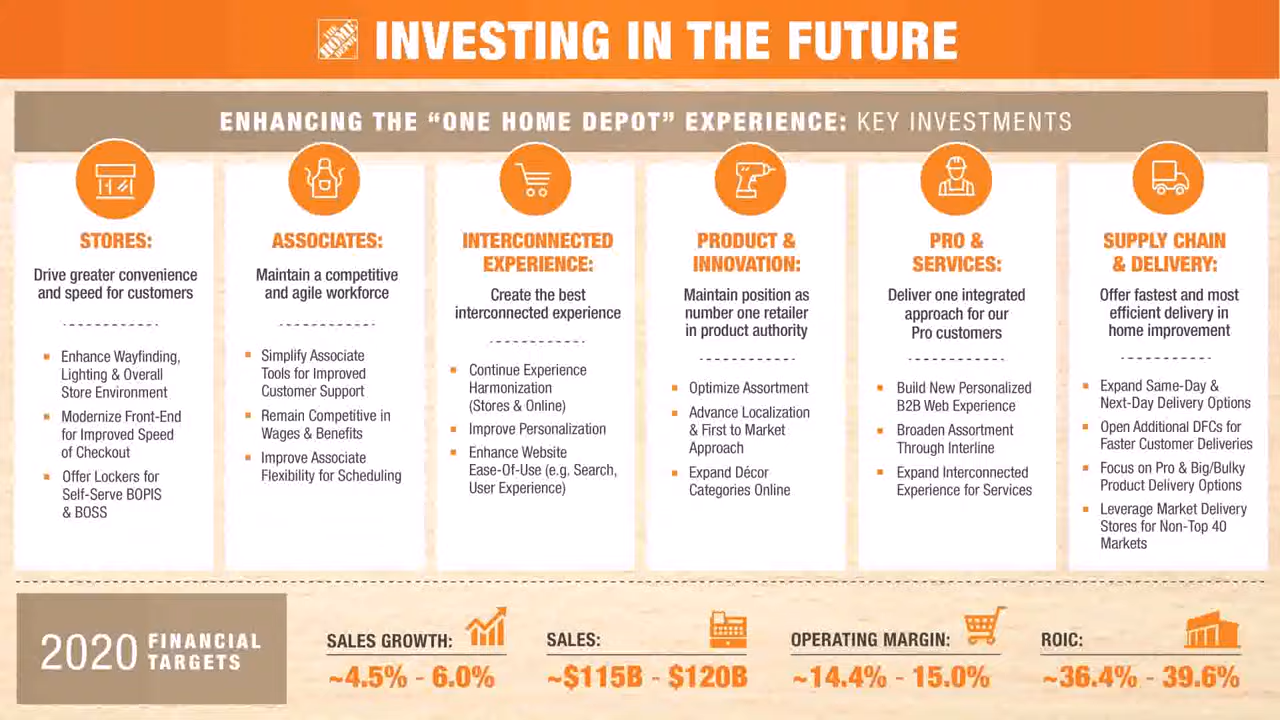 THE
HOME
DEPOT
INVESTING IN THE FUTURE
ENHANCING THE “ONE HOME DEPOT” EXPERIENCE: KEY INVESTMENTS
STORES:
Drive greater convenience
and speed for customers
Enhance Wayfinding,
Lighting & Overall
Store Environment
Modernize Front-End
for Improved Speed
of Checkout
Offer Lockers for
Self-Serve BOPIS
& BOSS
ASSOCIATES:
Maintain a competitive
and agile workforce
Simplify Associate
Tools for Improved
Customer Support
Remain Competitive in
Wages & Benefits
Improve Associate
Flexibility for Scheduling
INTERCONNECTED
EXPERIENCE:
Create the best
interconnected experience
Continue Experience
Harmonization
(Stores & Online)
Improve Personalization
Enhance Website
Ease-Of-Use (e.g. Search,
User Experience)
PRODUCT &
INNOVATION:
Maintain position as
number one retailer
in product authority
Optimize Assortment
Advance Localization
& First to Market
Approach
Expand Décor
Categories Online
PRO &
SERVICES:
Deliver one integrated
approach for our
Pro customers
Build New Personalized
B2B Web Experience
Broaden Assortment
Through Interline
Expand Interconnected
Experience for Services
SUPPLY CHAIN
& DELIVERY:
Offer fastest and most
efficient delivery in
home improvement
Expand Same-Day &
Next-Day Delivery Options
Open Additional DFCs for
Faster Customer Deliveries
Focus on Pro & Big/Bulky
Product Delivery Options
Leverage Market Delivery
Stores for Non-Top 40
Markets
2020 FINANCIAL
TARGETS
SALES GROWTH:
~4.5% - 6.0%
SALES:
~$115B - $120B
OPERATING MARGIN:
~14.4% - 15.0%
ROIC:
~36.4% - 39.6%